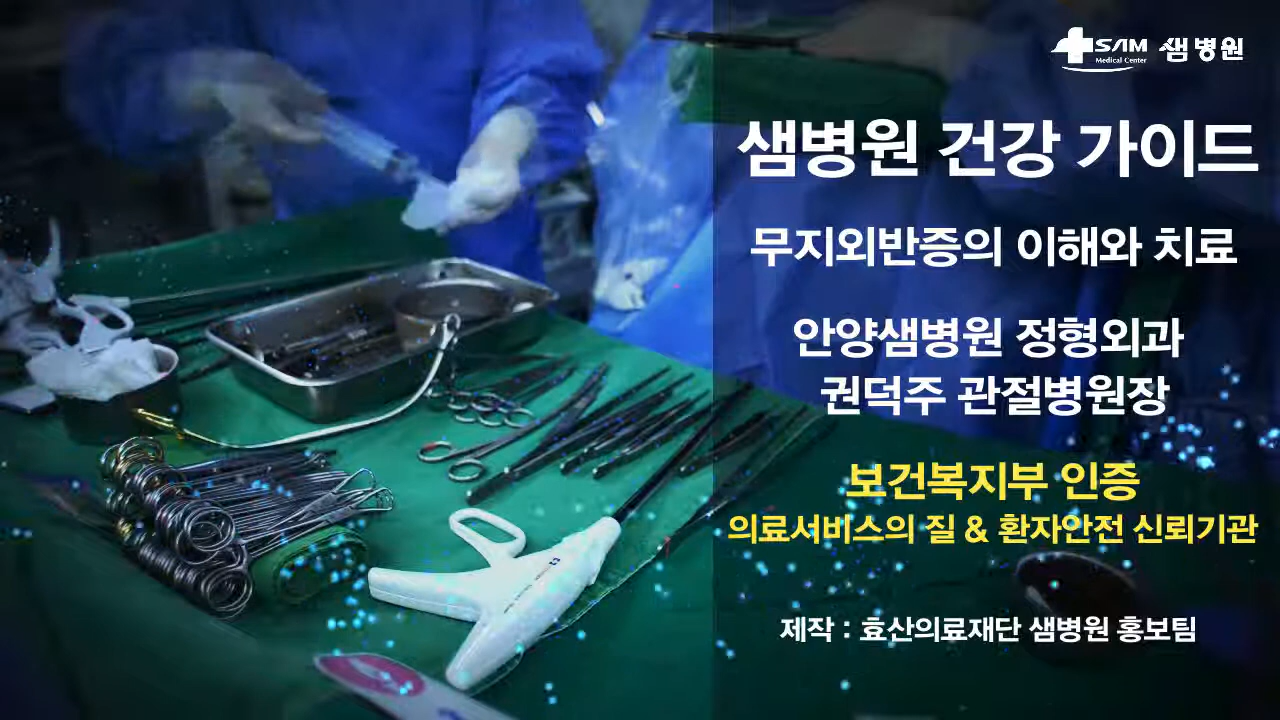 SAM 샘병원
Medical Center
샘병원 건강 가이드
무지외반증의 이해와 치료
안양샘병원 정형외과
권덕주 관절병원장
보건복지부 인증
의료서비스의 질 & 환자안전 신뢰기관
제작 : 효산의료재단 샘병원 홍보팀